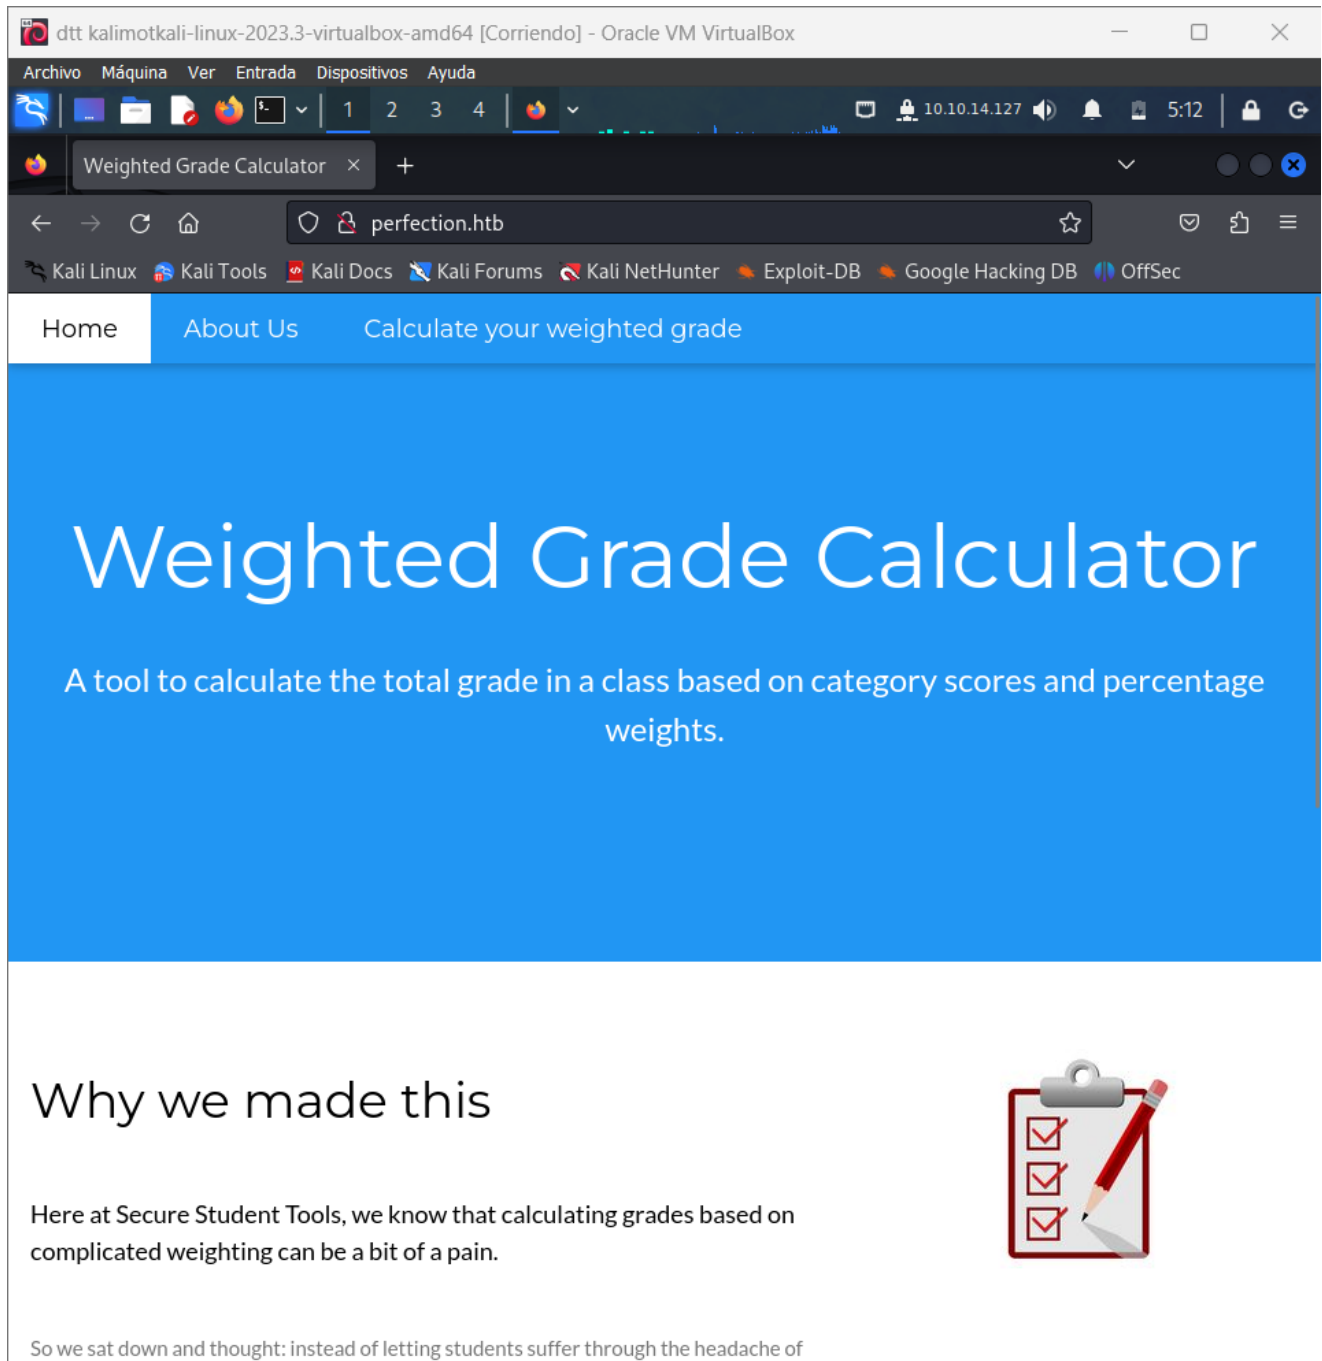 dtt kalimotkali-linux-2023.3-virtualbox-amd64 [Corriendo] - Oracle VM VirtualBox
Archivo Máquina Ver Entrada Dispositivos Ayuda
1 2 3 4 10.10.14.127 5:12
Weighted Grade Calculator
perfection.htb
Kali Linux Kali Tools Kali Docs Kali Forums Kali NetHunter Exploit-DB Google Hacking DB OffSec
Home About Us Calculate your weighted grade
Weighted Grade Calculator
A tool to calculate the total grade in a class based on category scores and percentage
weights.
Why we made this
Here at Secure Student Tools, we know that calculating grades based on
complicated weighting can be a bit of a pain.
So we sat down and thought: instead of letting students suffer through the headache of